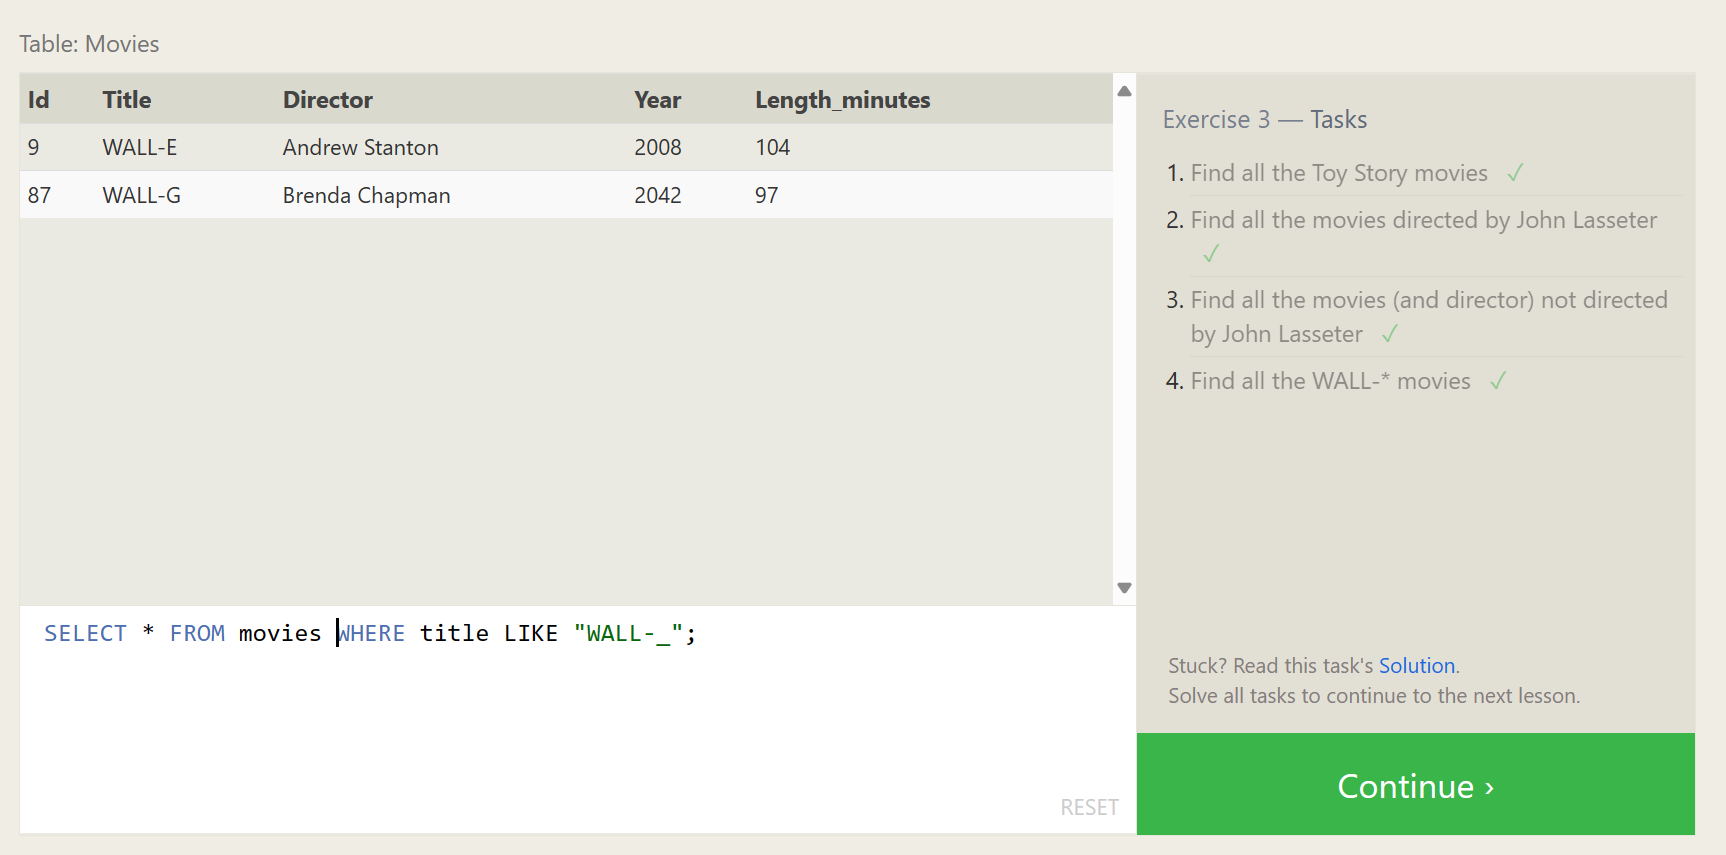 Table: Movies
Id Title Director Year Length_minutes
9 WALL-E Andrew Stanton 2008 104
87 WALL-G Brenda Chapman 2042 97
SELECT * FROM movies WHERE title LIKE "WALL-_";
RESET
Exercise 3 — Tasks
1. Find all the Toy Story movies ✓
2. Find all the movies directed by John Lasseter
✓
3. Find all the movies (and director) not directed
by John Lasseter ✓
4. Find all the WALL-* movies ✓
Stuck? Read this task's Solution.
Solve all tasks to continue to the next lesson.
Continue ›